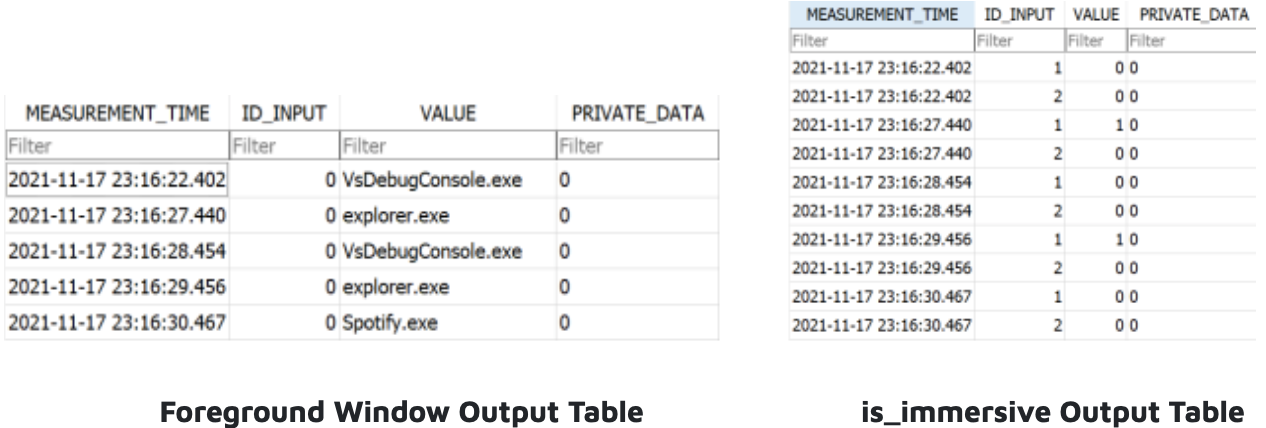 MEASUREMENT_TIME ID_INPUT VALUE PRIVATE_DATA
Filter Filter Filter Filter
2021-11-17 23:16:22.402 0 VsDebugConsole.exe 0
2021-11-17 23:16:27.440 0 explorer.exe 0
2021-11-17 23:16:28.454 0 VsDebugConsole.exe 0
2021-11-17 23:16:29.456 0 explorer.exe 0
2021-11-17 23:16:30.467 0 Spotify.exe 0
Foreground Window Output Table
MEASUREMENT_TIME ID_INPUT VALUE PRIVATE_DATA
Filter Filter Filter Filter
2021-11-17 23:16:22.402 1 0 0
2021-11-17 23:16:22.402 2 0 0
2021-11-17 23:16:27.440 1 1 0
2021-11-17 23:16:27.440 2 0 0
2021-11-17 23:16:28.454 1 0 0
2021-11-17 23:16:28.454 2 0 0
2021-11-17 23:16:29.456 1 1 0
2021-11-17 23:16:29.456 2 0 0
2021-11-17 23:16:30.467 1 0 0
2021-11-17 23:16:30.467 2 0 0
is_immersive Output Table